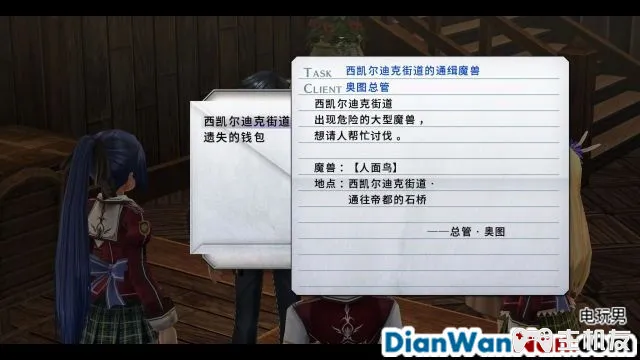 西凯尔迪克街道
遗失的钱包
TASK 西凯尔迪克街道的通缉魔兽
CLIENT 奥图总管
西凯尔迪克街道
出现危险的大型魔兽，
想请人帮忙讨伐。
魔兽：【人面鸟】
地点：西凯尔迪克街道·
通往帝都的石桥
——总管·奥图
电玩男